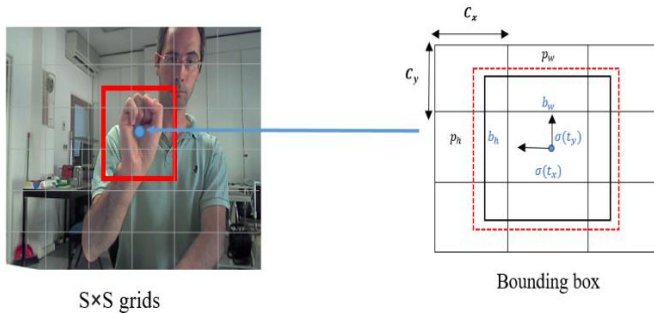 C_x
C_y
p_w
b_w
p_h
b_h
σ(t_y)
σ(t_x)
S×S grids
Bounding box